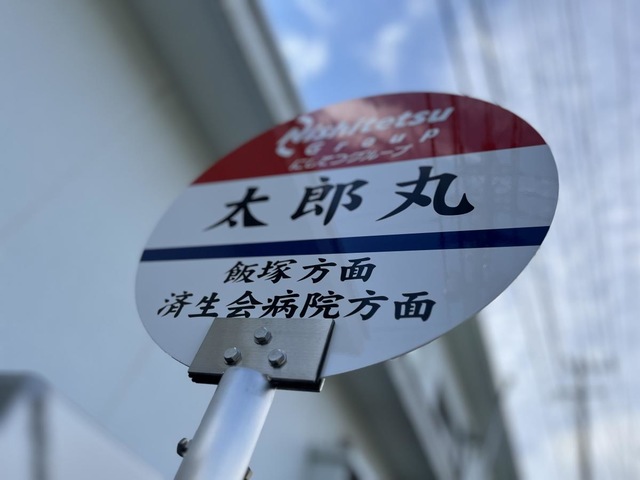 Nishitetsu
Group
にしてつグループ
太郎丸
飯塚方面
済生会病院方面